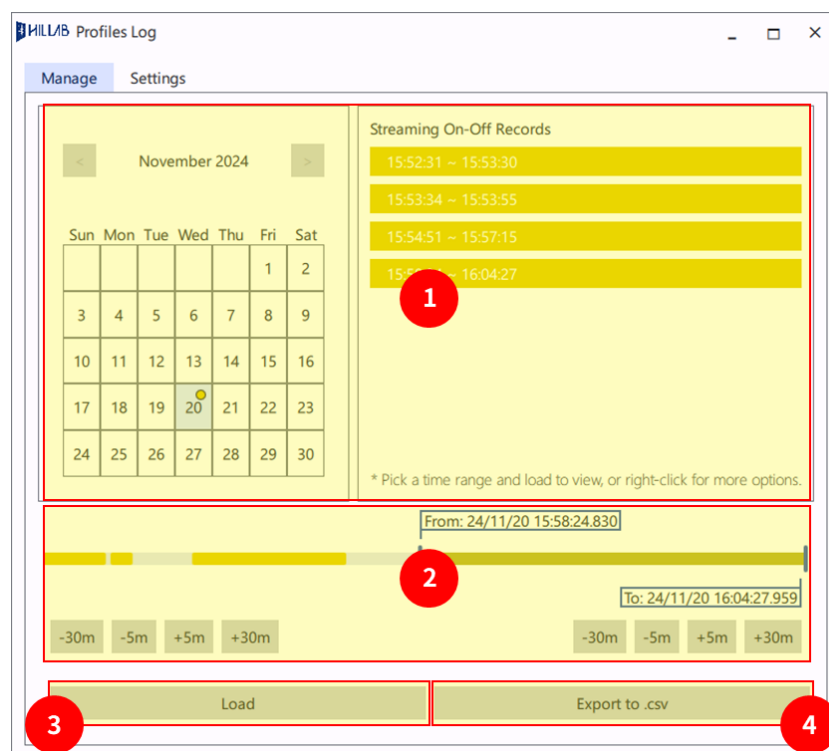 HILLAB Profiles Log
Manage Settings
< November 2024 >
Sun Mon Tue Wed Thu Fri Sat
1 2
3 4 5 6 7 8 9
10 11 12 13 14 15 16
17 18 19 20 21 22 23
24 25 26 27 28 29 30
Streaming On-Off Records
15:52:31 ~ 15:53:30
15:53:34 ~ 15:53:55
15:54:51 ~ 15:57:15
~ 16:04:27
1
* Pick a time range and load to view, or right-click for more options.
From: 24/11/20 15:58:24.830
2
To: 24/11/20 16:04:27.959
-30m -5m +5m +30m -30m -5m +5m +30m
Load Export to .csv
3 4